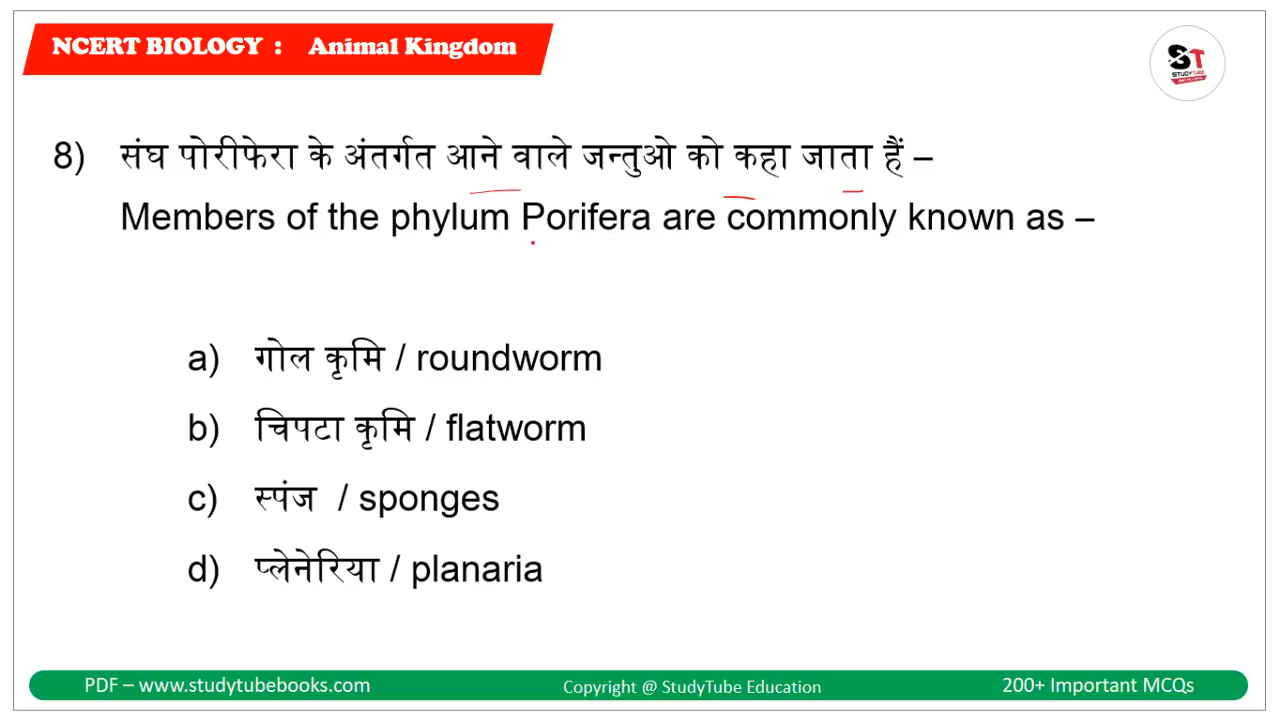 NCERT BIOLOGY : Animal Kingdom
ST
STUDYTUBE
8) संघ पोरीफेरा के अंतर्गत आने वाले जन्तुओ को कहा जाता हैं –
Members of the phylum Porifera are commonly known as –
a) गोल कृमि / roundworm
b) चिपटा कृमि / flatworm
c) स्पंज / sponges
d) प्लेनेरिया / planaria
PDF – www.studytubebooks.com Copyright @ StudyTube Education 200+ Important MCQs